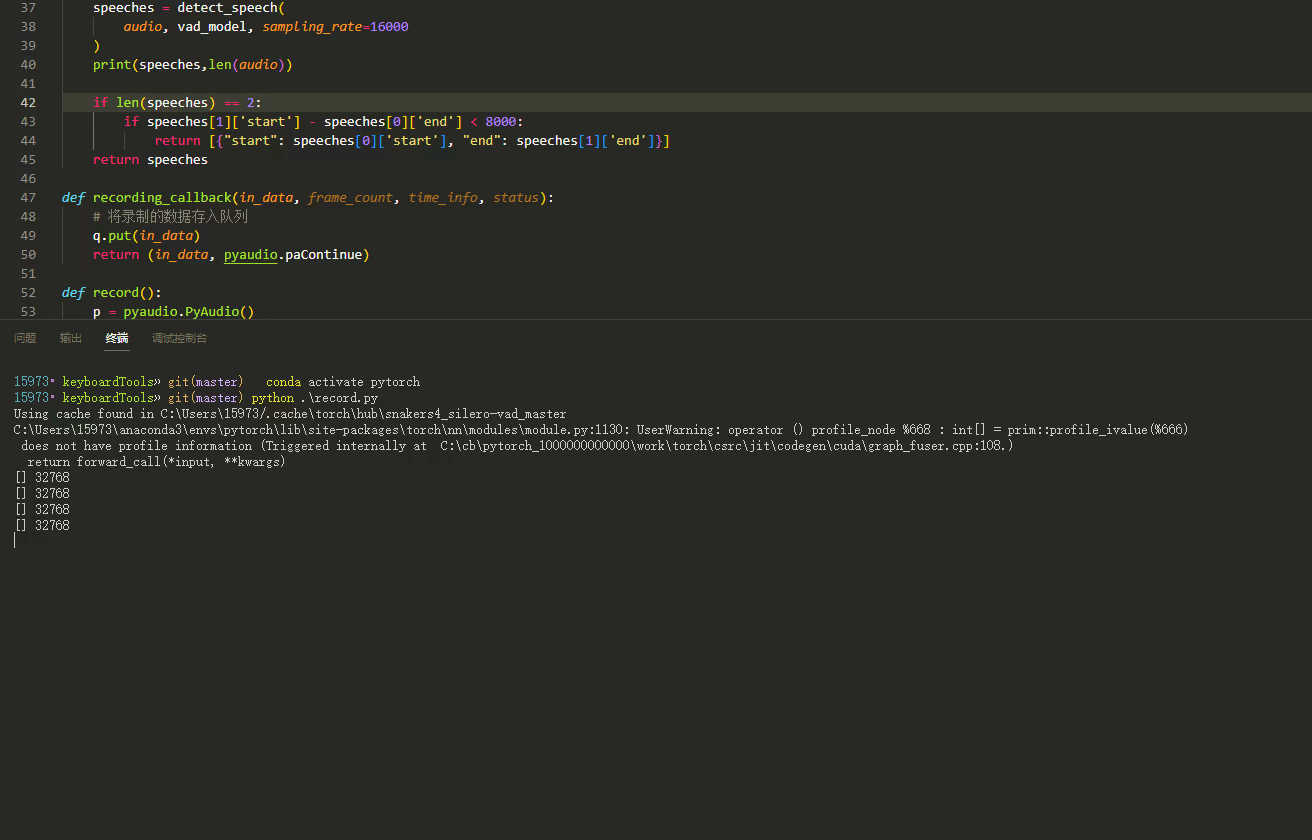 37 speeches = detect_speech(
38 audio, vad_model, sampling_rate=16000
39 )
40 print(speeches,len(audio))
41
42 if len(speeches) == 2:
43 if speeches[1]['start'] - speeches[0]['end'] < 8000:
44 return [{"start": speeches[0]['start'], "end": speeches[1]['end']}]
45 return speeches
46
47 def recording_callback(in_data, frame_count, time_info, status):
48 # 将录制的数据存入队列
49 q.put(in_data)
50 return (in_data, pyaudio.paContinue)
51
52 def record():
53 p = pyaudio.PyAudio()
问题 输出 终端 调试控制台
15973• keyboardTools» git(master) conda activate pytorch
15973• keyboardTools» git(master) python .\record.py
Using cache found in C:\Users\15973/.cache\torch\hub\snakers4_silero-vad_master
C:\Users\15973\anaconda3\envs\pytorch\lib\site-packages\torch\nn\modules\module.py:1130: UserWarning: operator () profile_node %668 : int[] = prim::profile_ivalue(%666)
does not have profile information (Triggered internally at C:\cb\pytorch_1000000000000\work\torch\csrc\jit\codegen\cuda\graph_fuser.cpp:108.)
return forward_call(*input, **kwargs)
[] 32768
[] 32768
[] 32768
[] 32768